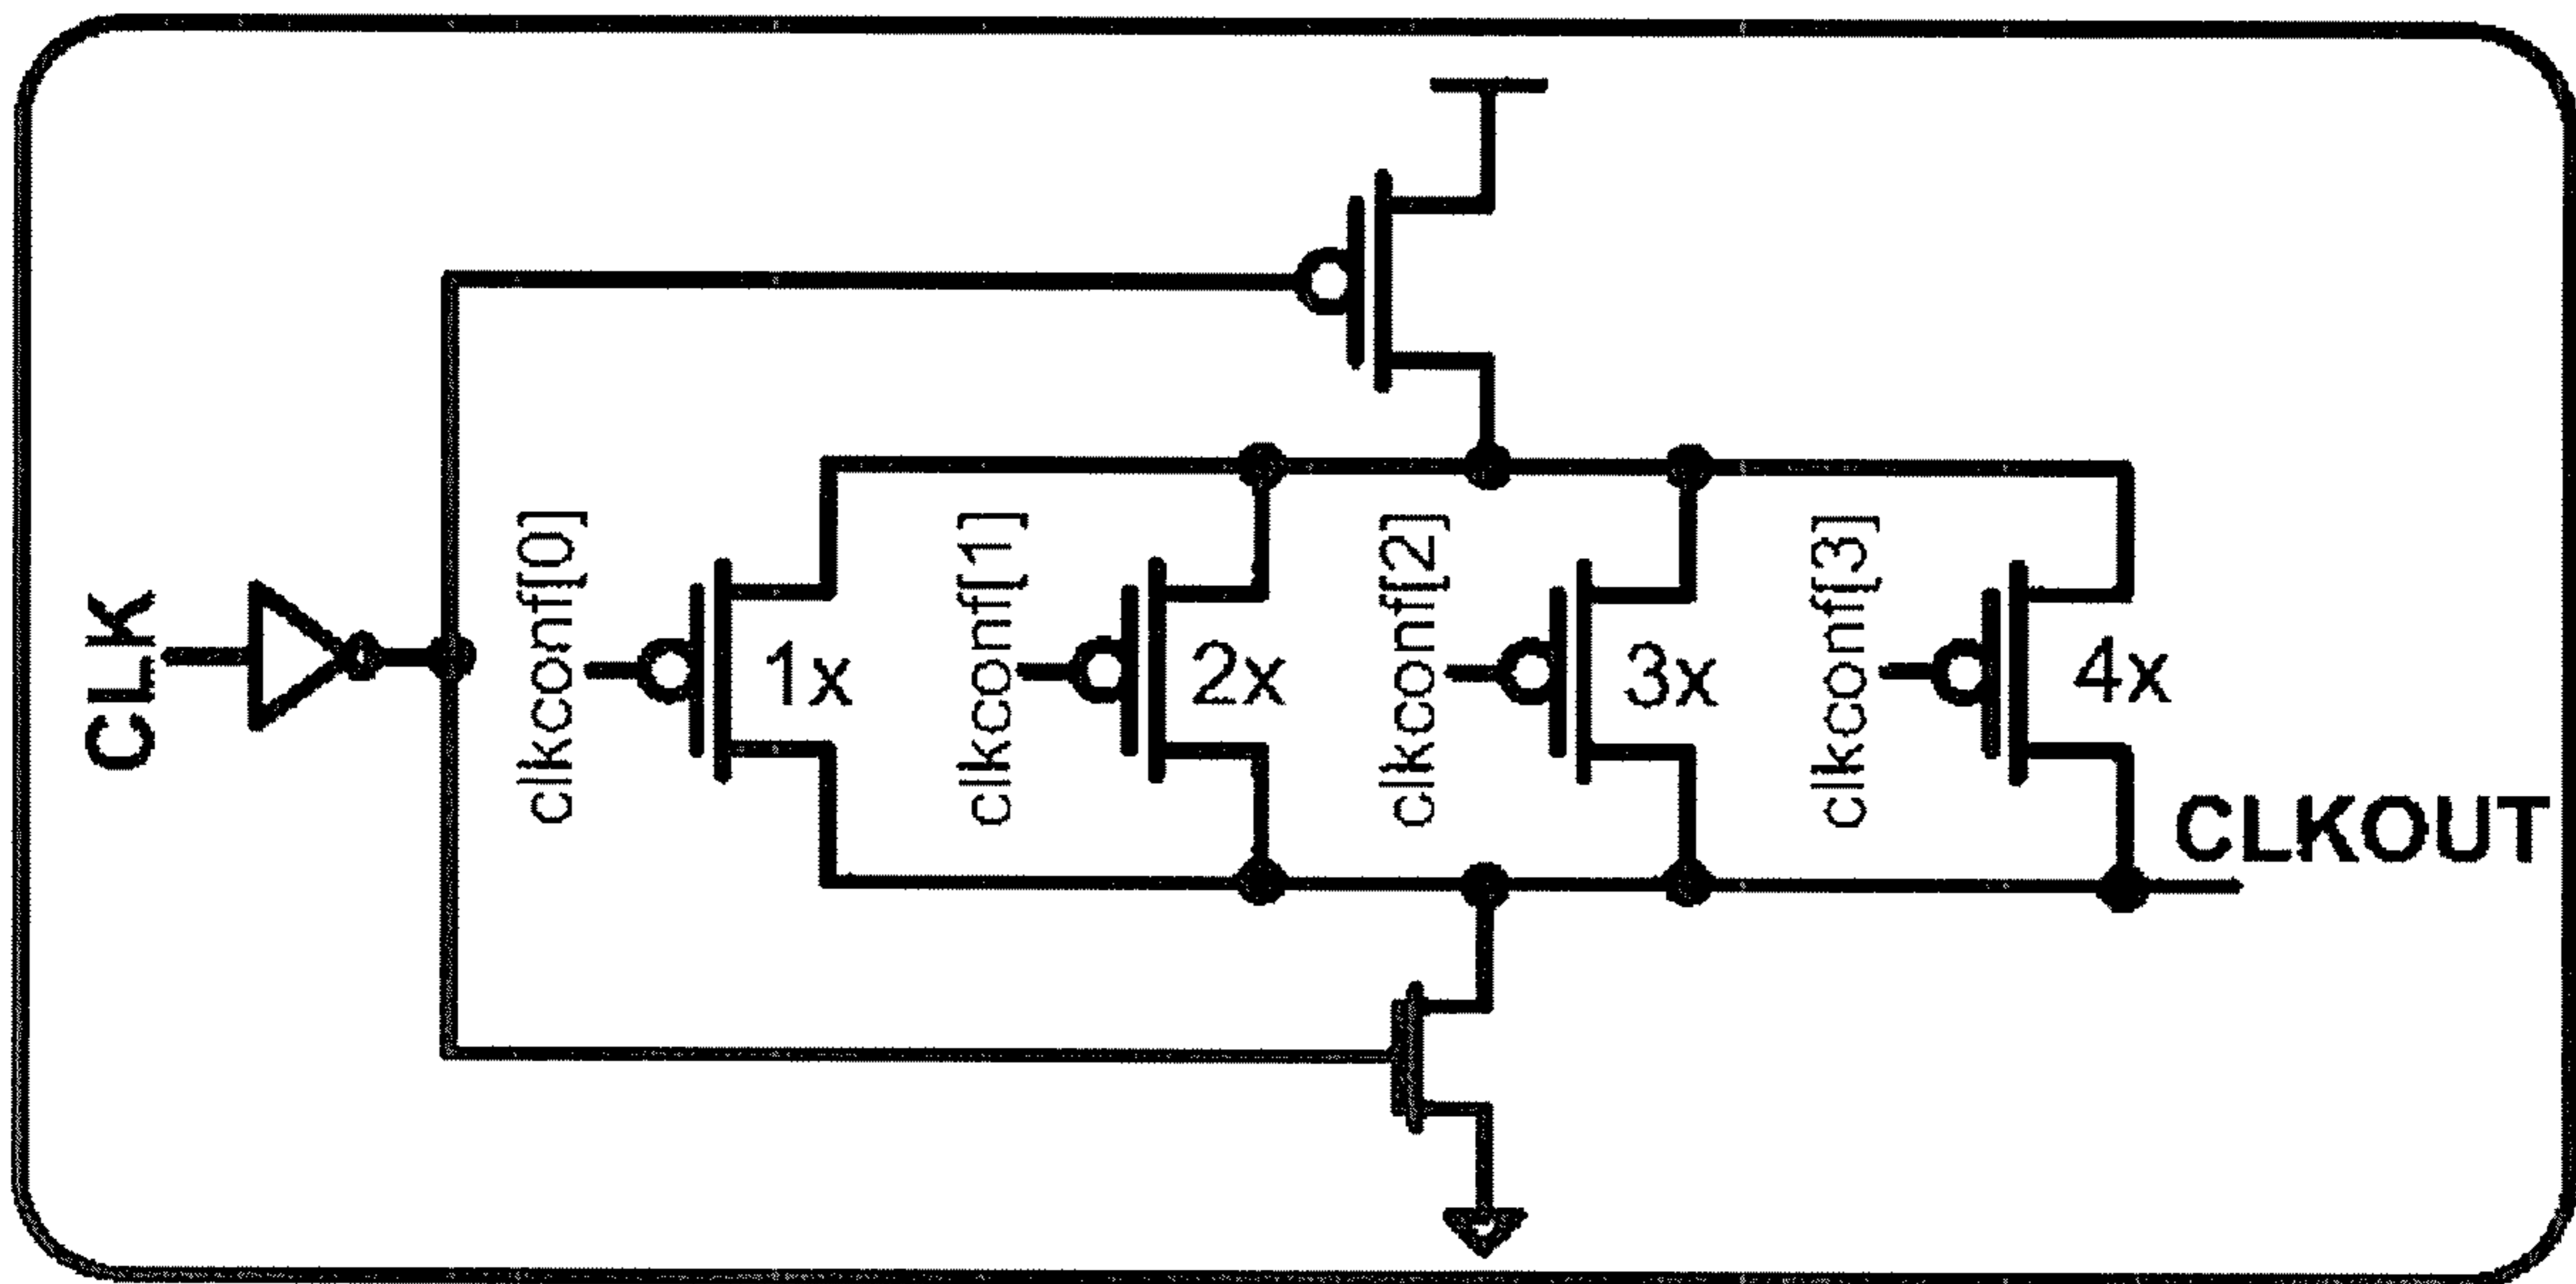 CLK
clkconf[0]
1x
clkconf[1]
2x
clkconf[2]
3x
clkconf[3]
4x
CLKOUT